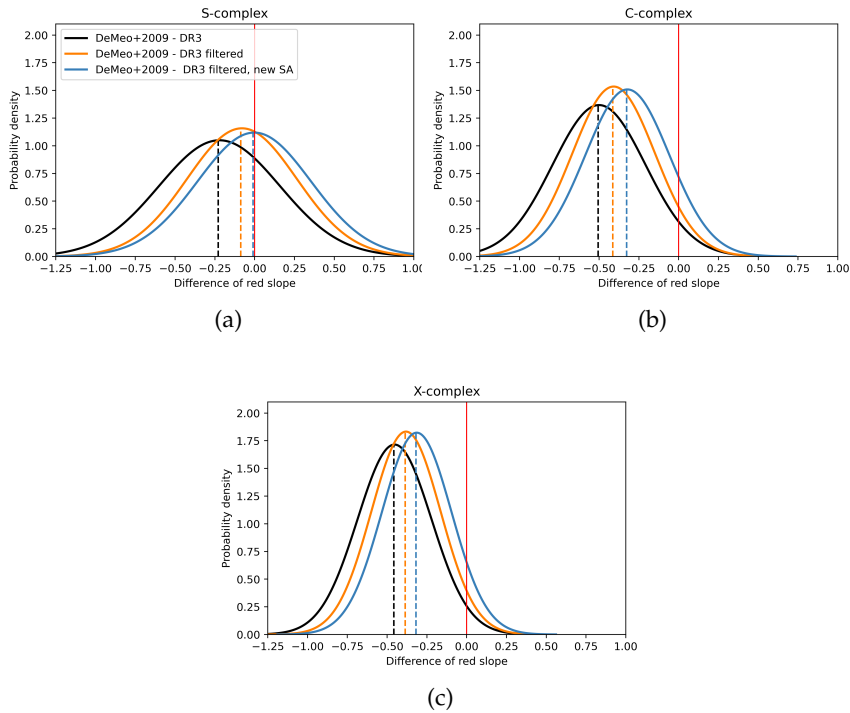 S-complex
DeMeo+2009 - DR3
DeMeo+2009 - DR3 filtered
DeMeo+2009 -  DR3 filtered, new SA
Probability density
2.00
1.75
1.50
1.25
1.00
0.75
0.50
0.25
0.00
−1.25 −1.00 −0.75 −0.50 −0.25 0.00 0.25 0.50 0.75 1.00
Difference of red slope
(a)
C-complex
Probability density
2.00
1.75
1.50
1.25
1.00
0.75
0.50
0.25
0.00
−1.25 −1.00 −0.75 −0.50 −0.25 0.00 0.25 0.50 0.75 1.00
Difference of red slope
(b)
X-complex
Probability density
2.00
1.75
1.50
1.25
1.00
0.75
0.50
0.25
0.00
−1.25 −1.00 −0.75 −0.50 −0.25 0.00 0.25 0.50 0.75 1.00
Difference of red slope
(c)